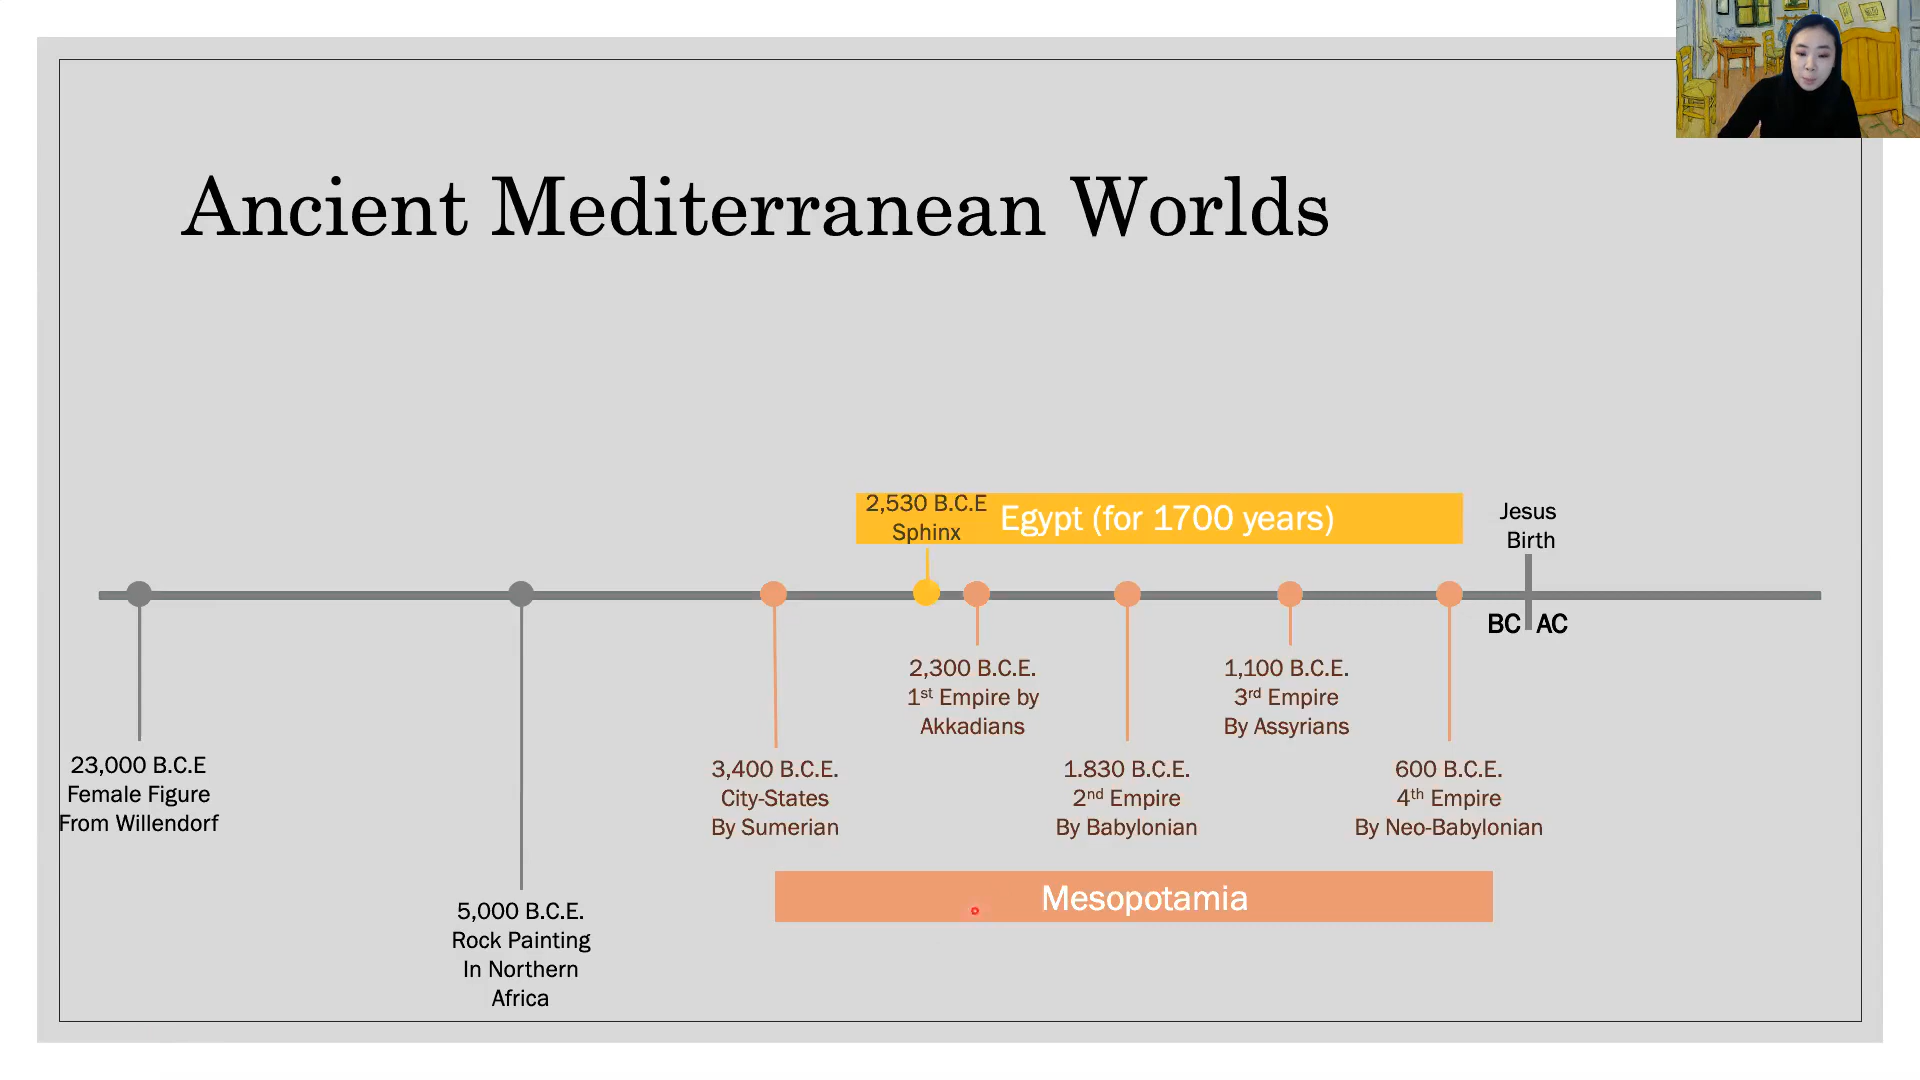 Ancient Mediterranean Worlds
2,530 B.C.E
Sphinx
Egypt (for 1700 years)
Jesus
Birth
BC AC
2,300 B.C.E.
1st Empire by
Akkadians
1,100 B.C.E.
3rd Empire
By Assyrians
23,000 B.C.E
Female Figure
From Willendorf
3,400 B.C.E.
City-States
By Sumerian
1.830 B.C.E.
2nd Empire
By Babylonian
600 B.C.E.
4th Empire
By Neo-Babylonian
Mesopotamia
5,000 B.C.E.
Rock Painting
In Northern
Africa